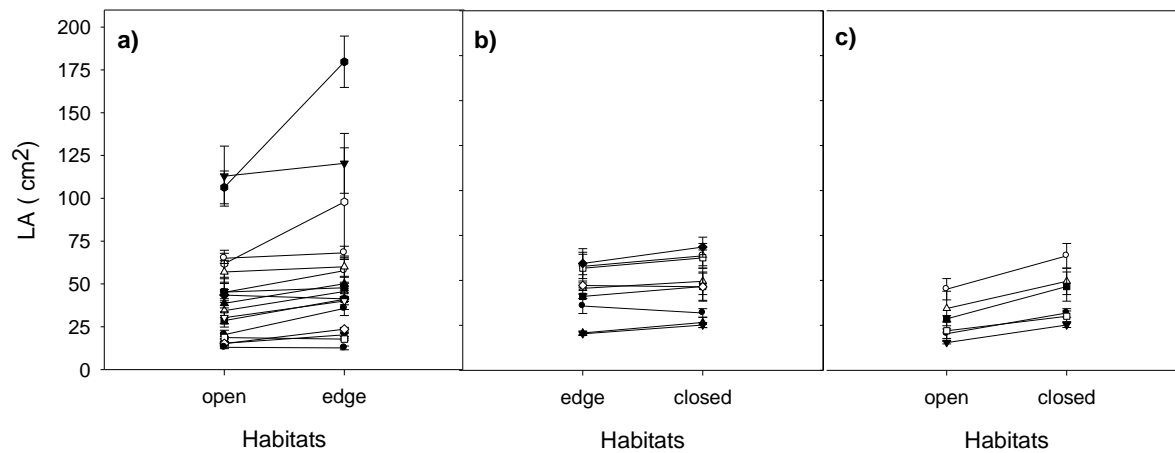 a)
b)
c)
LA ( cm2)
200
175
150
125
100
75
50
25
0
open edge
edge closed
open closed
Habitats
Habitats
Habitats